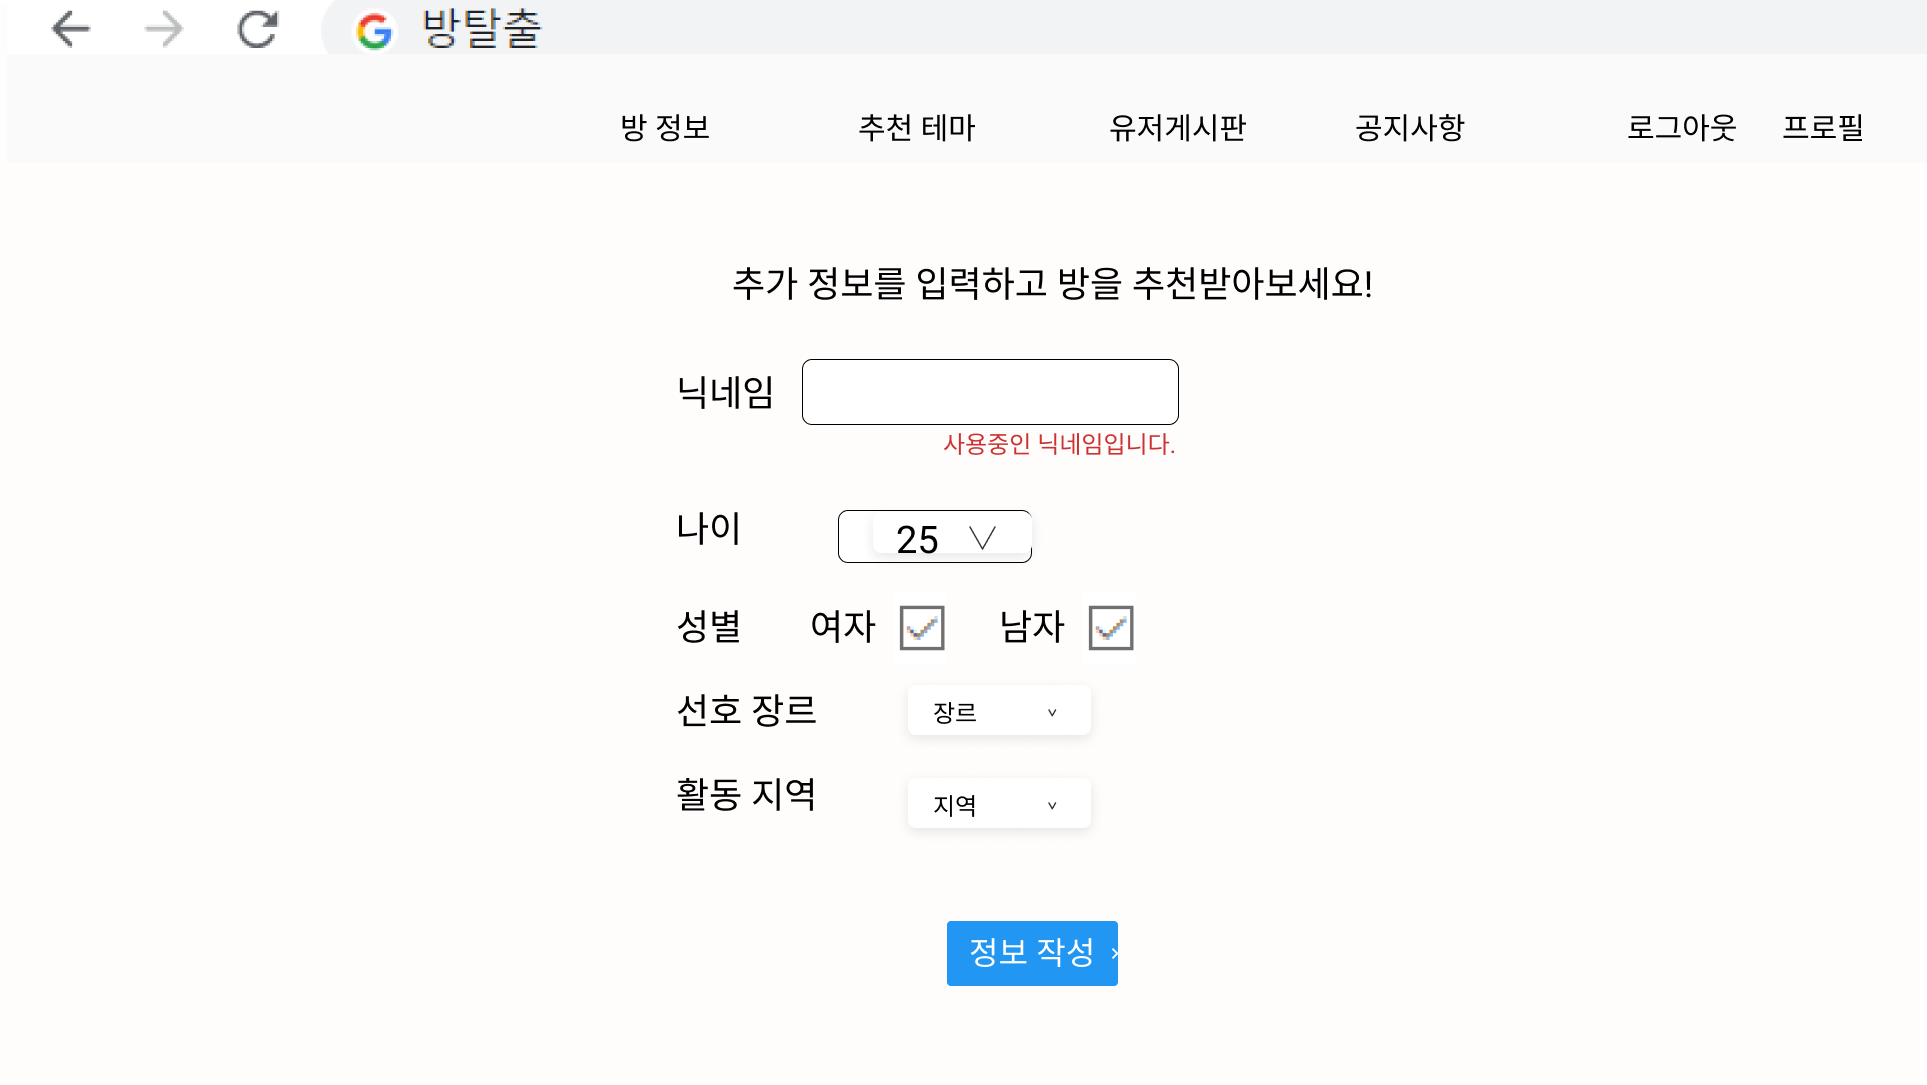 방탈출
방 정보 추천 테마 유저게시판 공지사항 로그아웃 프로필
추가 정보를 입력하고 방을 추천받아보세요!
닉네임
사용중인 닉네임입니다.
나이 25
성별 여자 남자
선호 장르 장르
활동 지역 지역
정보 작성